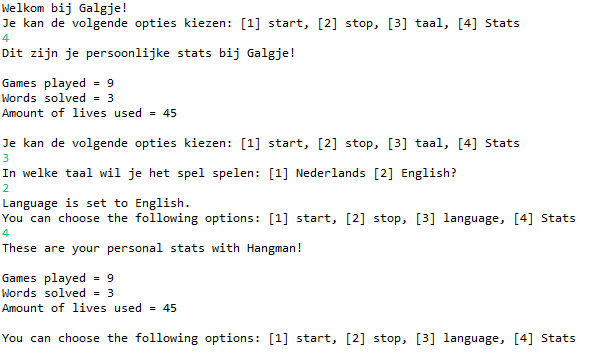 Welkom bij Galgje!
Je kan de volgende opties kiezen: [1] start, [2] stop, [3] taal, [4] Stats
4
Dit zijn je persoonlijke stats bij Galgje!
Games played = 9
Words solved = 3
Amount of lives used = 45
Je kan de volgende opties kiezen: [1] start, [2] stop, [3] taal, [4] Stats
3
In welke taal wil je het spel spelen: [1] Nederlands [2] English?
2
Language is set to English.
You can choose the following options: [1] start, [2] stop, [3] language, [4] Stats
4
These are your personal stats with Hangman!
Games played = 9
Words solved = 3
Amount of lives used = 45
You can choose the following options: [1] start, [2] stop, [3] language, [4] Stats